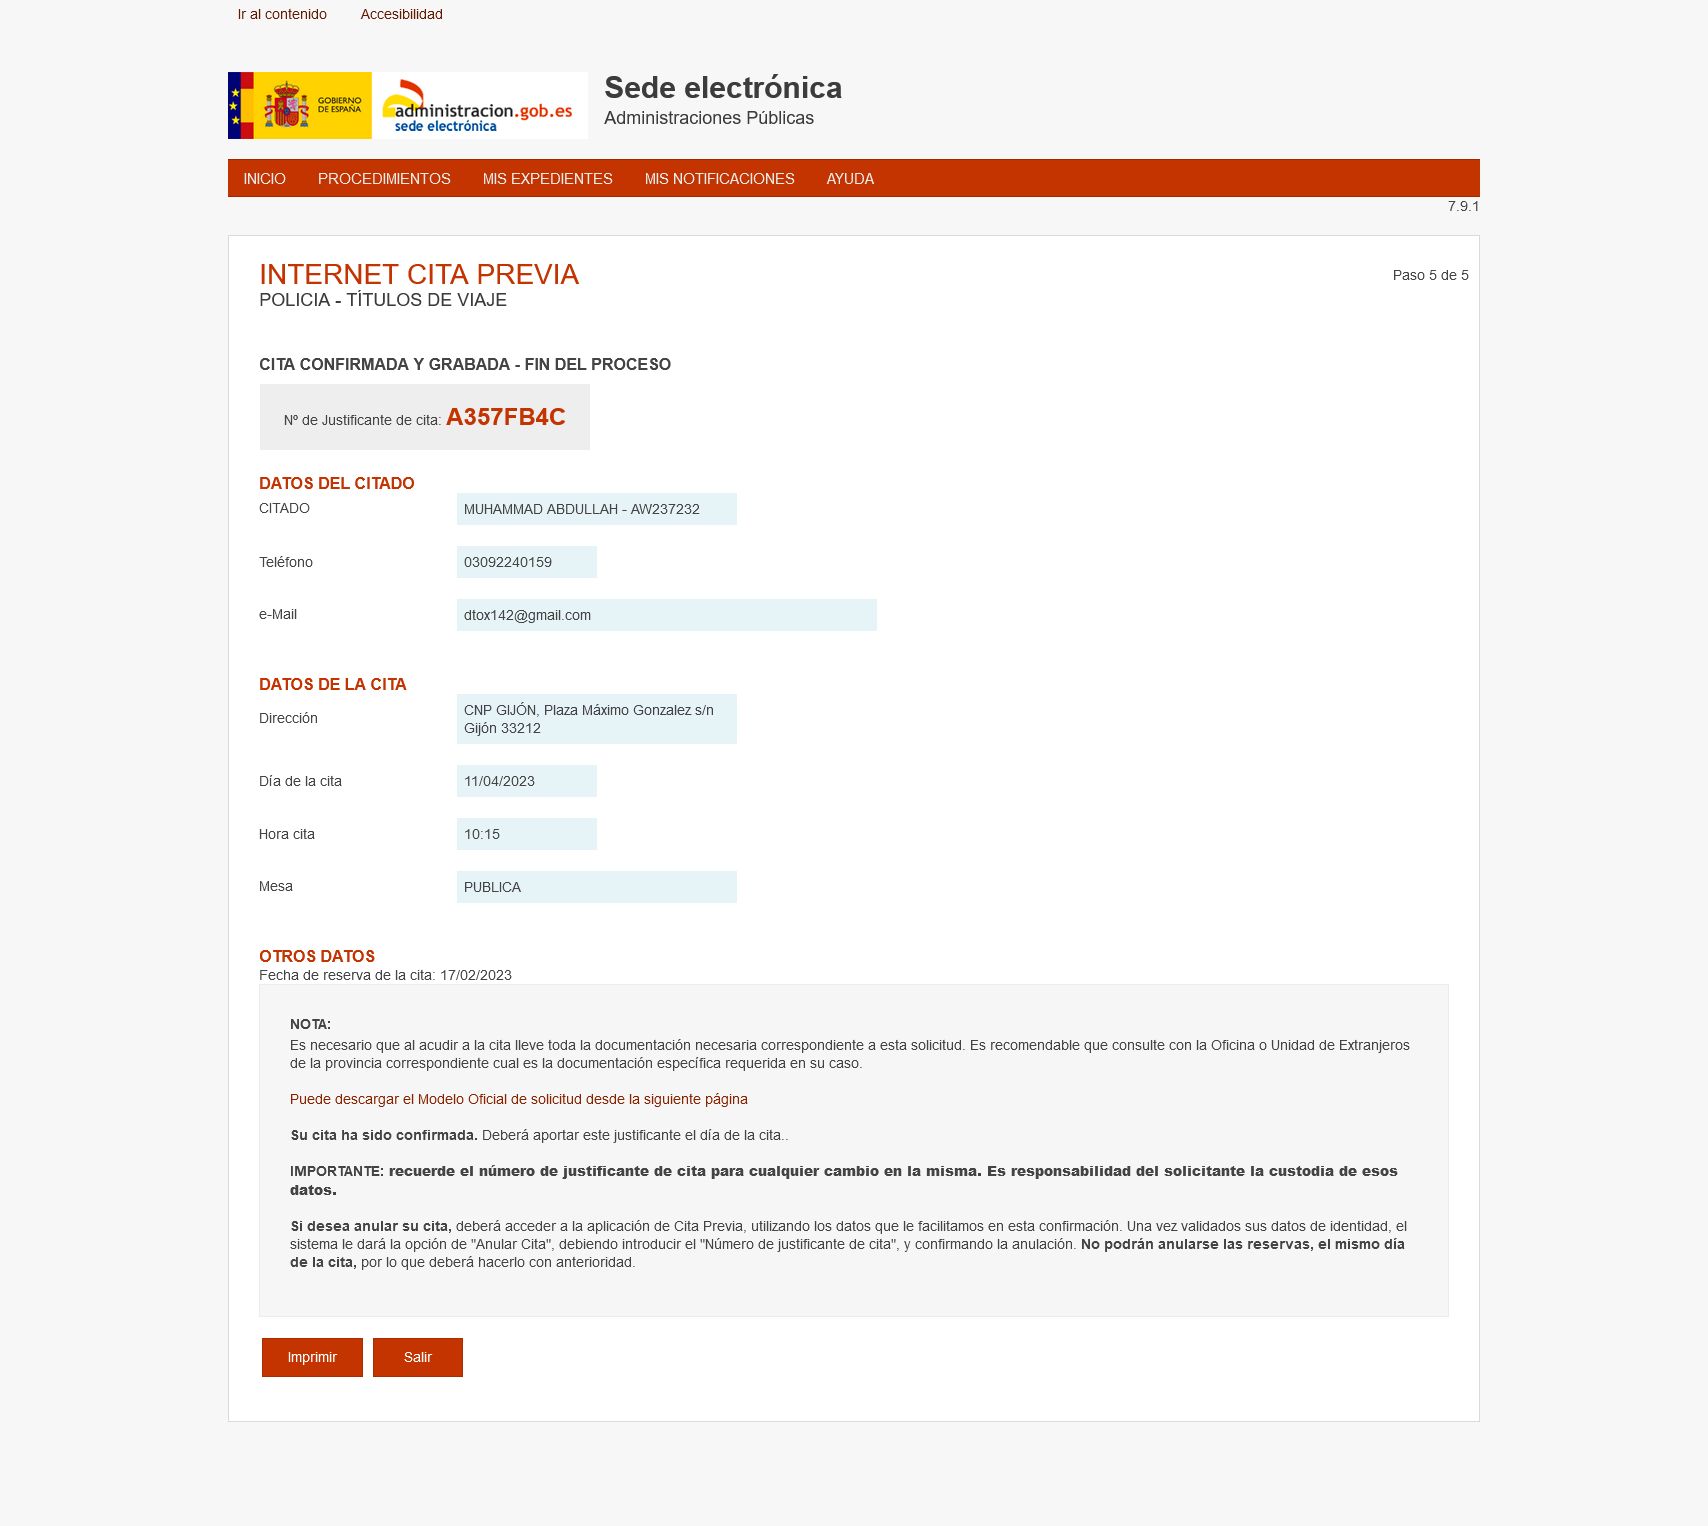 Ir al contenido Accesibilidad
GOBIERNO
DE ESPAÑA
administracion.gob.es
sede electrónica
Sede electrónica
Administraciones Públicas
INICIO PROCEDIMIENTOS MIS EXPEDIENTES MIS NOTIFICACIONES AYUDA
7.9.1
INTERNET CITA PREVIA
Paso 5 de 5
POLICIA - TÍTULOS DE VIAJE
CITA CONFIRMADA Y GRABADA - FIN DEL PROCESO
Nº de Justificante de cita: A357FB4C
DATOS DEL CITADO
CITADO MUHAMMAD ABDULLAH - AW237232
Teléfono 03092240159
e-Mail dtox142@gmail.com
DATOS DE LA CITA
Dirección CNP GIJÓN, Plaza Máximo Gonzalez s/n
Gijón 33212
Día de la cita 11/04/2023
Hora cita 10:15
Mesa PUBLICA
OTROS DATOS
Fecha de reserva de la cita: 17/02/2023
NOTA:
Es necesario que al acudir a la cita lleve toda la documentación necesaria correspondiente a esta solicitud. Es recomendable que consulte con la Oficina o Unidad de Extranjeros
de la provincia correspondiente cual es la documentación específica requerida en su caso.
Puede descargar el Modelo Oficial de solicitud desde la siguiente página
Su cita ha sido confirmada. Deberá aportar este justificante el día de la cita..
IMPORTANTE: recuerde el número de justificante de cita para cualquier cambio en la misma. Es responsabilidad del solicitante la custodia de esos
datos.
Si desea anular su cita, deberá acceder a la aplicación de Cita Previa, utilizando los datos que le facilitamos en esta confirmación. Una vez validados sus datos de identidad, el
sistema le dará la opción de "Anular Cita", debiendo introducir el "Número de justificante de cita", y confirmando la anulación. No podrán anularse las reservas, el mismo día
de la cita, por lo que deberá hacerlo con anterioridad.
Imprimir Salir